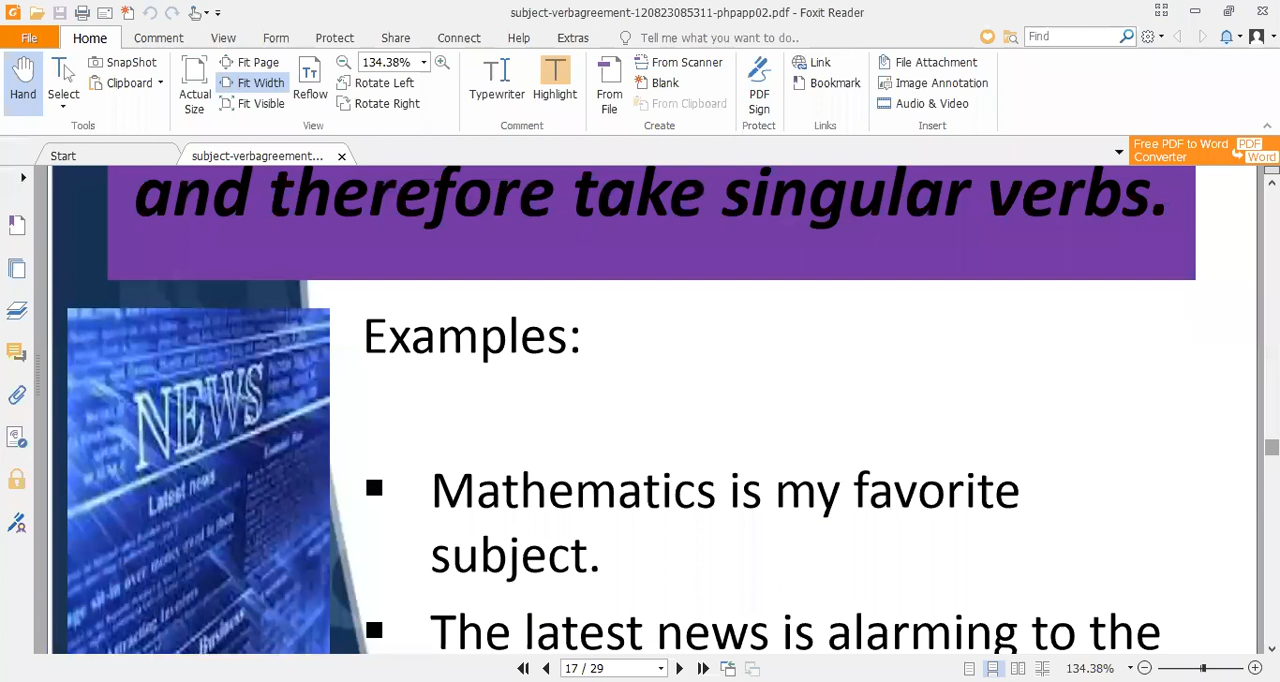 subject-verbagreement-120823085311-phpapp02.pdf - Foxit Reader
File Home Comment View Form Protect Share Connect Help Extras Tell me what you want to do.. Find
Hand
Select
SnapShot
Clipboard
Tools
Actual Size
Fit Page
Fit Width
Fit Visible
Reflow
134.38%
Rotate Left
Rotate Right
View
Typewriter
Highlight
Comment
From File
From Scanner
Blank
From Clipboard
Create
PDF Sign
Protect
Link
Bookmark
Links
File Attachment
Image Annotation
Audio & Video
Insert
Start
subject-verbagreement...
Free PDF to Word Converter
PDF
Word
and therefore take singular verbs.
NEWS
Latest news
Business
Examples:
▪ Mathematics is my favorite
subject.
▪ The latest news is alarming to the
17 / 29
134.38%